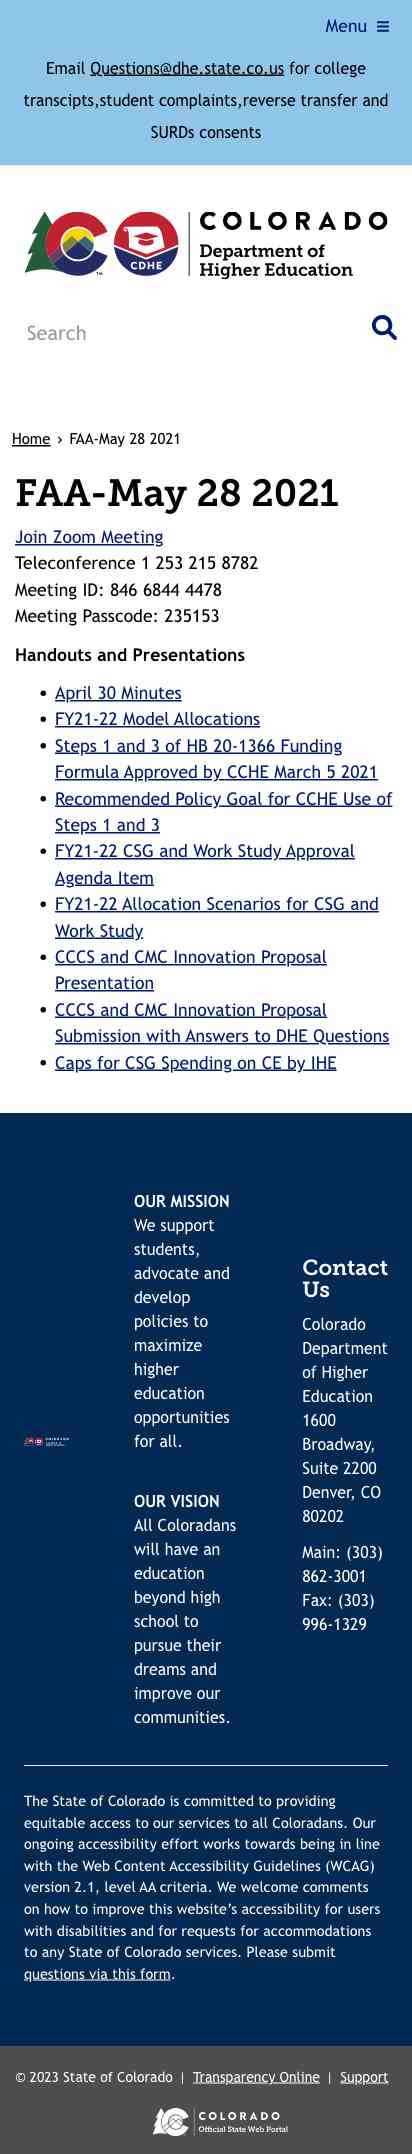 Menu
Email Questions@dhe.state.co.us for college
transcipts,student complaints,reverse transfer and
SURDs consents
CDHE
TM
COLORADO
Department of
Higher Education
Search
Home › FAA-May 28 2021
FAA-May 28 2021
Join Zoom Meeting
Teleconference 1 253 215 8782
Meeting ID: 846 6844 4478
Meeting Passcode: 235153
Handouts and Presentations
• April 30 Minutes
• FY21-22 Model Allocations
• Steps 1 and 3 of HB 20-1366 Funding
Formula Approved by CCHE March 5 2021
• Recommended Policy Goal for CCHE Use of
Steps 1 and 3
• FY21-22 CSG and Work Study Approval
Agenda Item
• FY21-22 Allocation Scenarios for CSG and
Work Study
• CCCS and CMC Innovation Proposal
Presentation
• CCCS and CMC Innovation Proposal
Submission with Answers to DHE Questions
• Caps for CSG Spending on CE by IHE
OUR MISSION
We support
students,
advocate and
develop
policies to
maximize
higher
education
opportunities
for all.
OUR VISION
All Coloradans
will have an
education
beyond high
school to
pursue their
dreams and
improve our
communities.
Contact
Us
Colorado
Department
of Higher
Education
1600
Broadway,
Suite 2200
Denver, CO
80202
Main: (303)
862-3001
Fax: (303)
996-1329
The State of Colorado is committed to providing
equitable access to our services to all Coloradans. Our
ongoing accessibility effort works towards being in line
with the Web Content Accessibility Guidelines (WCAG)
version 2.1, level AA criteria. We welcome comments
on how to improve this website's accessibility for users
with disabilities and for requests for accommodations
to any State of Colorado services. Please submit
questions via this form.
© 2023 State of Colorado | Transparency Online | Support
COLORADO
Official State Web Portal